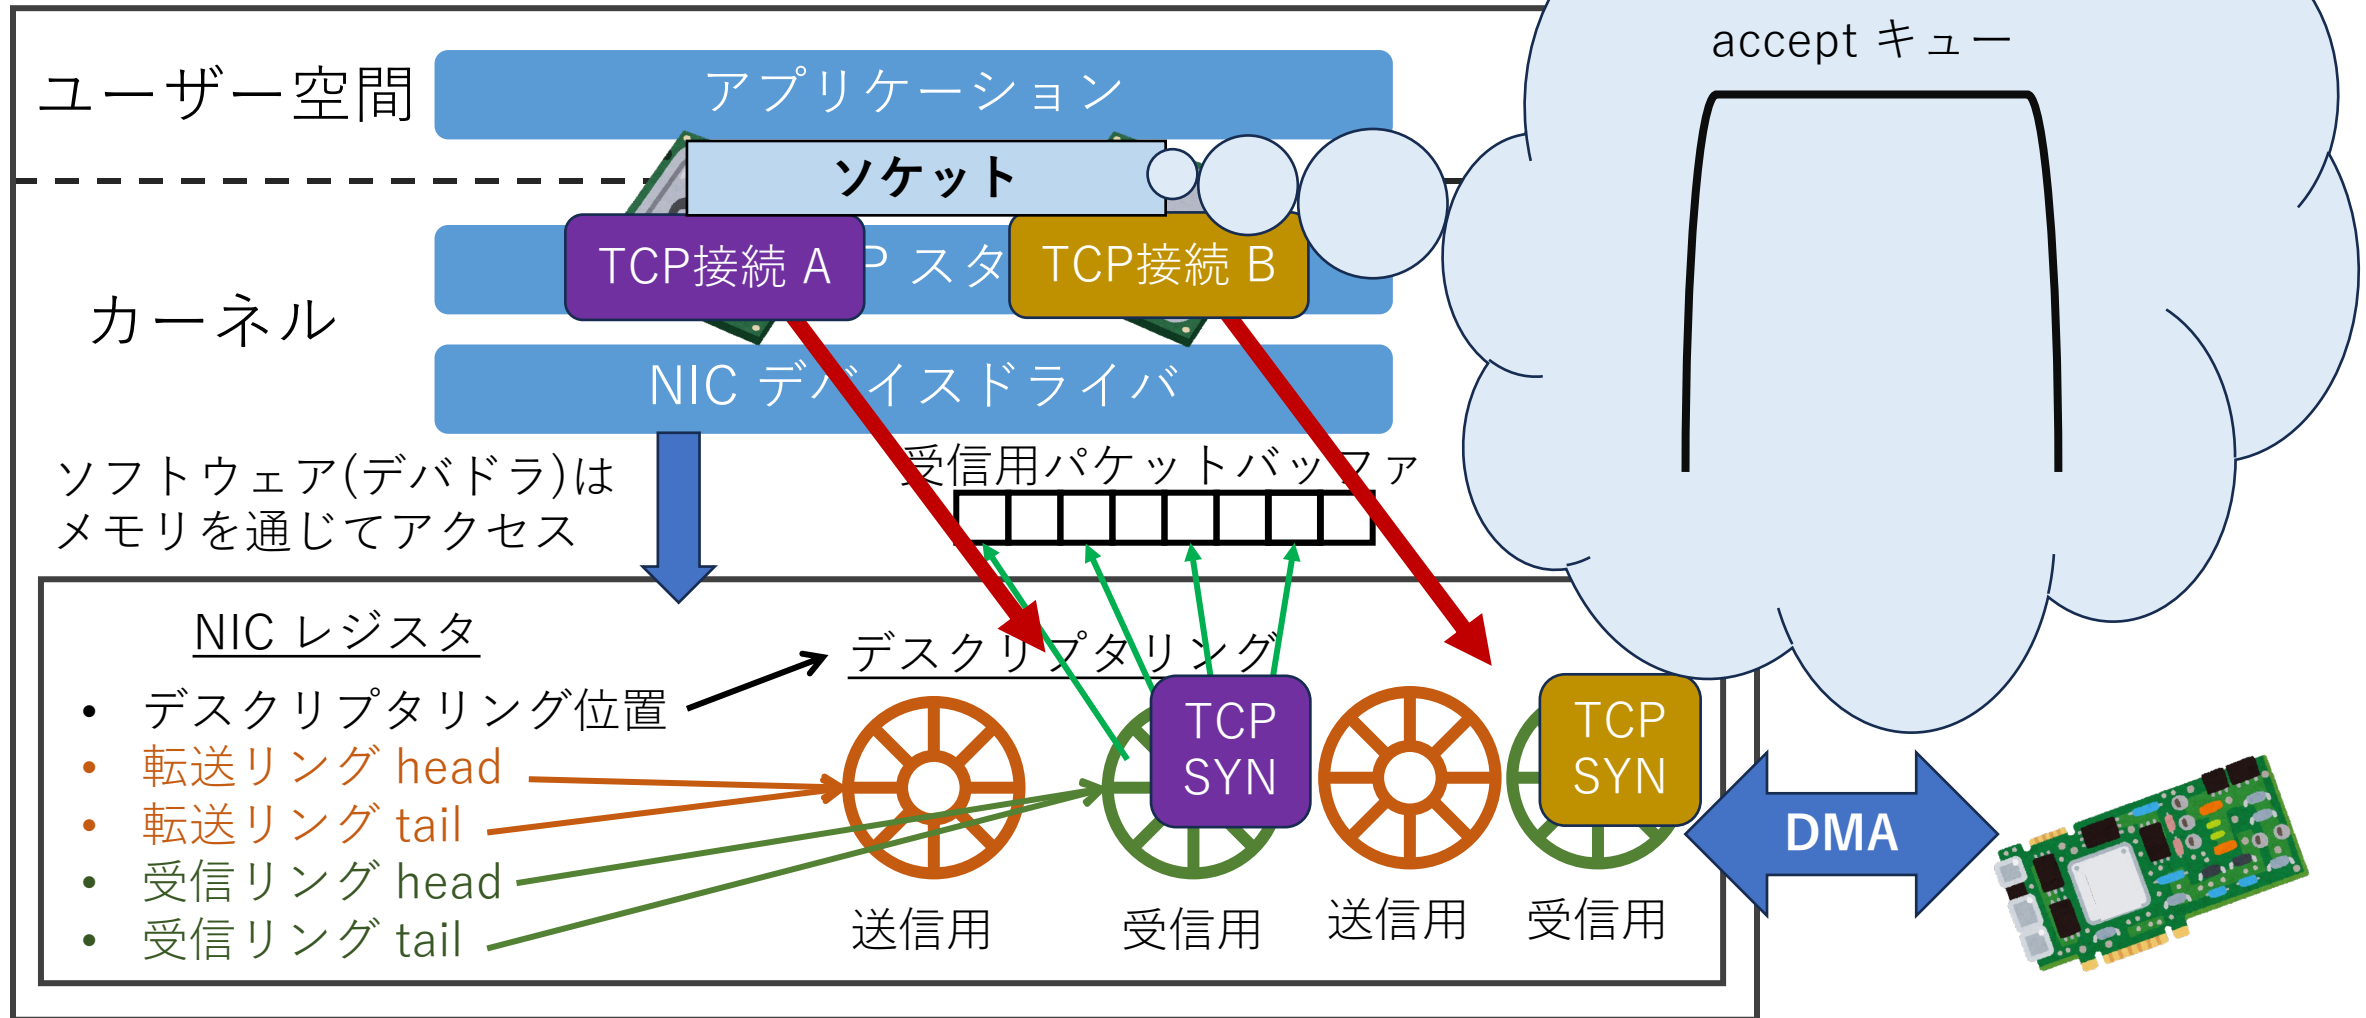 accept キュー
ユーザー空間
アプリケーション
ソケット
TCP接続 A
P スタ
TCP接続 B
カーネル
NIC デバイスドライバ
ソフトウェア(デバドラ)は
メモリを通じてアクセス
受信用パケットバッファ
NIC レジスタ
デスクリプタリング
• デスクリプタリング位置
• 転送リング head
• 転送リング tail
• 受信リング head
• 受信リング tail
TCP
SYN
TCP
SYN
DMA
送信用
受信用
送信用
受信用